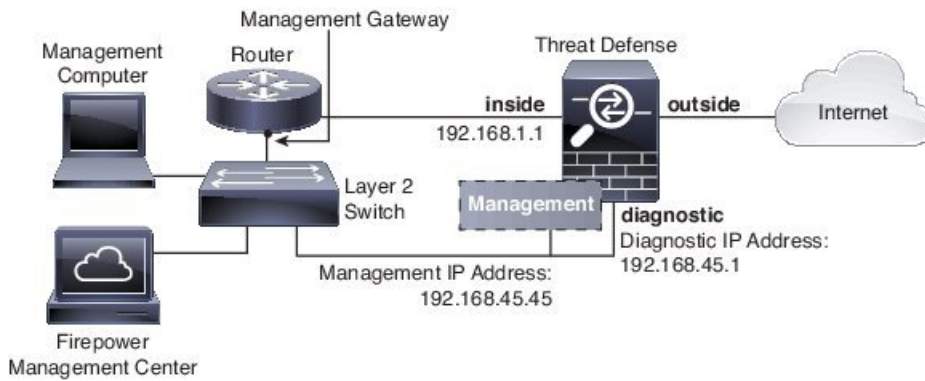 Management Gateway
Management
Computer
Router
Threat Defense
inside
192.168.1.1
outside
Internet
Layer 2
Switch
Management
diagnostic
Diagnostic IP Address:
192.168.45.1
Management IP Address:
192.168.45.45
Firepower
Management Center